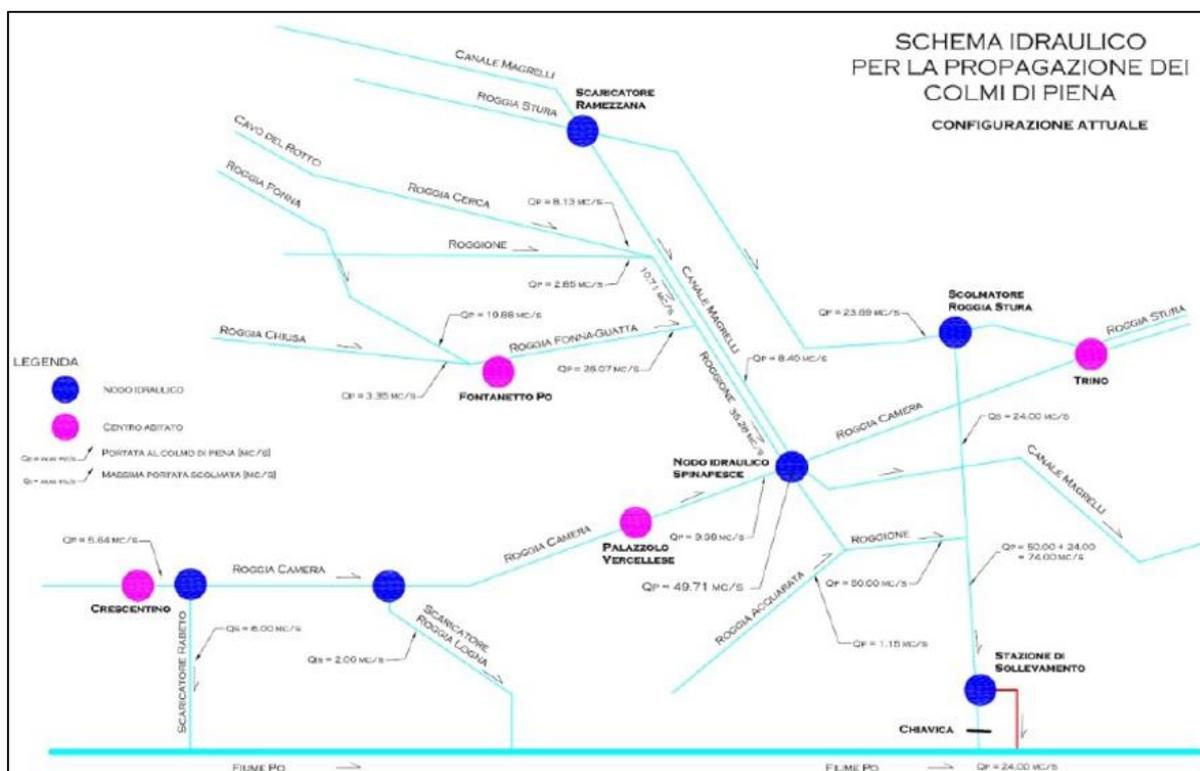 SCHEMA IDRAULICO
PER LA PROPAGAZIONE DEI
COLMI DI PIENA
CONFIGURAZIONE ATTUALE
CANALE MAGRELLI
ROGGIA STURA
SCARICATORE
RAMEZZANA
CAVO DEL ROTTO
ROGGIA FONNA
ROGGIA CERCA
QP = 8.13 MC/S
ROGGIONE
QP = 2.65 MC/S
10.71 MC/S
CANALE MAGRELLI
QP = 19.88 MC/S
ROGGIA CHIUSA
ROGGIA FONNA-GUATTA
QP = 26.07 MC/S
QP = 3.35 MC/S
FONTANETTO PO
ROGGIONE 35.28 MC/S
QP = 8.40 MC/S
QP = 23.69 MC/S
SCOLMATORE
ROGGIA STURA
ROGGIA STURA
TRINO
LEGENDA
NODO IDRAULICO
CENTRO ABITATO
PORTATA AL COLMO DI PIENA [MC/S]
MASSIMA PORTATA SCOLMATA [MC/S]
ROGGIA CAMERA
QS = 24.00 MC/S
NODO IDRAULICO
SPINAPESCE
CANALE MAGRELLI
PALAZZOLO
VERCELLESE
ROGGIA CAMERA
QP = 9.38 MC/S
QP = 49.71 MC/S
ROGGIONE
QP = 50.00 MC/S
QP = 50.00 + 24.00
= 74.00 MC/S
QP = 5.64 MC/S
CRESCENTINO
ROGGIA CAMERA
SCARICATORE RABETO
QS = 6.00 MC/S
SCARICATORE
ROGGIA LOGNA
QS = 2.00 MC/S
ROGGIA ACQUARATA
QP = 1.15 MC/S
STAZIONE DI
SOLLEVAMENTO
CHIAVICA
FIUME PO
FIUME PO
QP = 24.00 MC/S